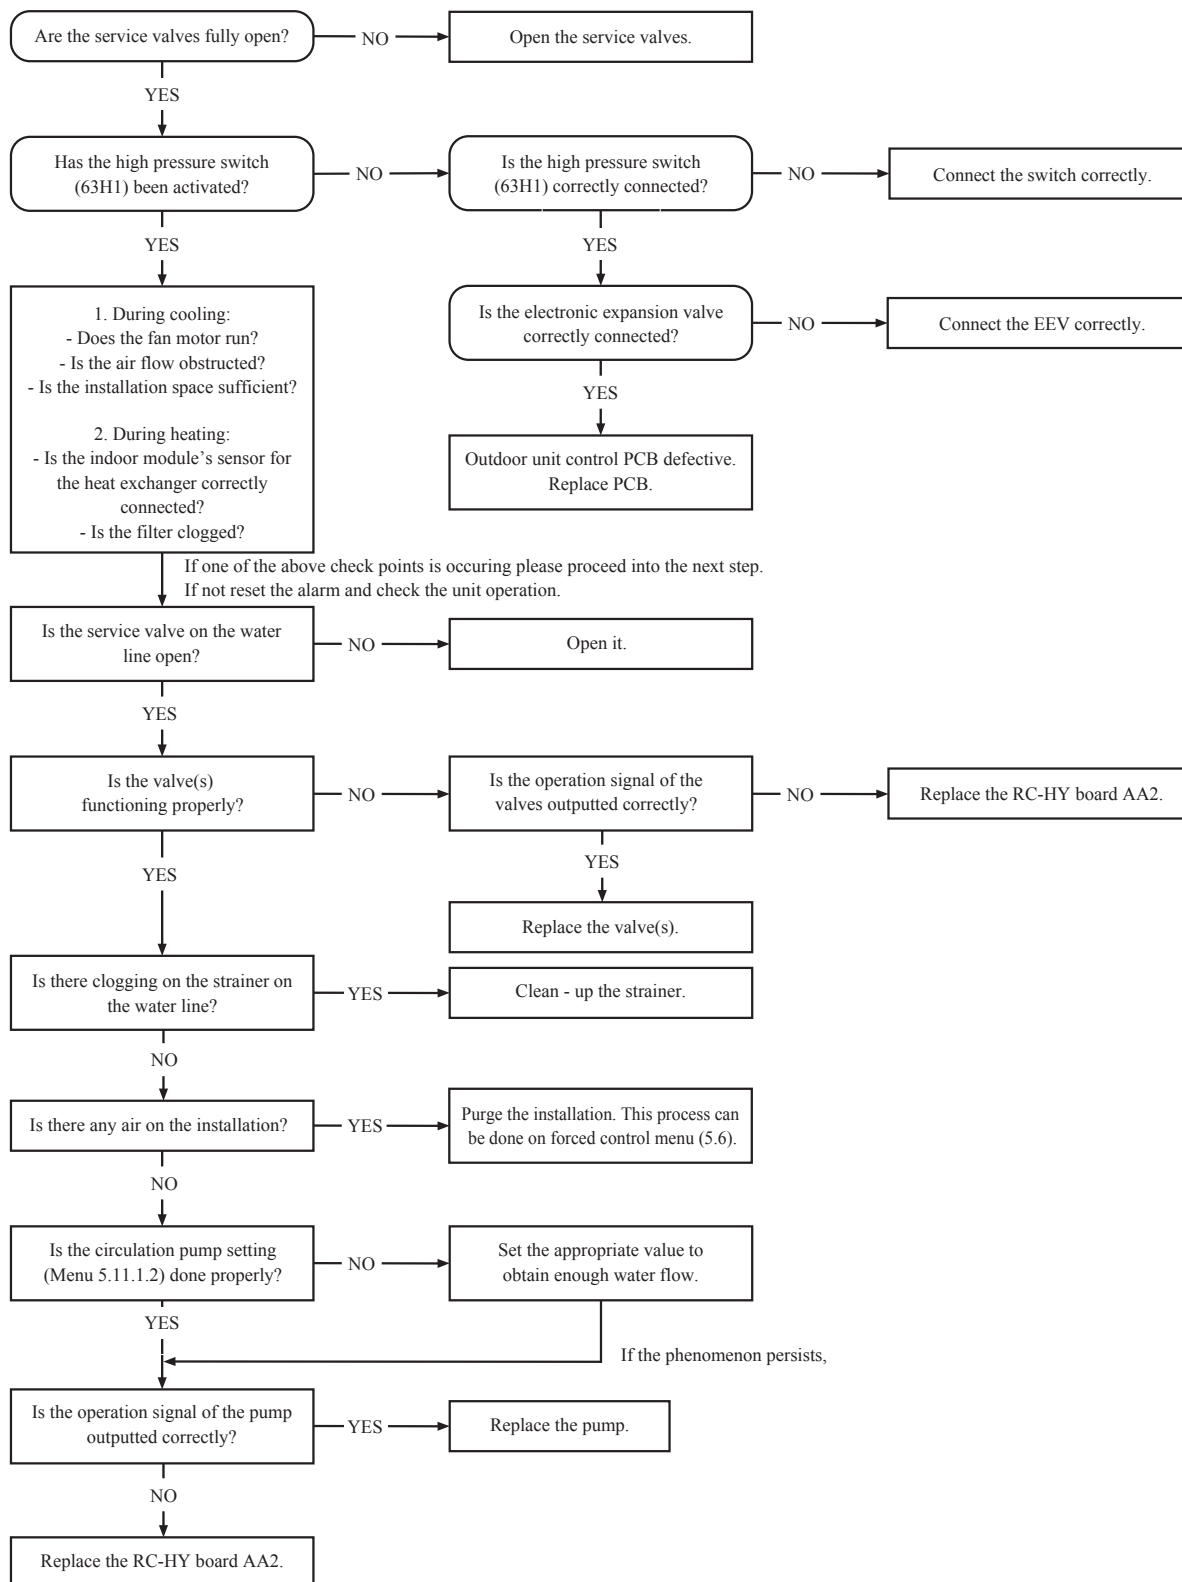 Are the service valves fully open?
NO
Open the service valves.
YES
Has the high pressure switch
(63H1) been activated?
NO
Is the high pressure switch
(63H1) correctly connected?
NO
Connect the switch correctly.
YES
YES
1. During cooling:
- Does the fan motor run?
- Is the air flow obstructed?
- Is the installation space sufficient?
2. During heating:
- Is the indoor module’s sensor for
the heat exchanger correctly
connected?
- Is the filter clogged?
Is the electronic expansion valve
correctly connected?
NO
Connect the EEV correctly.
YES
Outdoor unit control PCB defective.
Replace PCB.
If one of the above check points is occuring please proceed into the next step.
If not reset the alarm and check the unit operation.
Is the service valve on the water
line open?
NO
Open it.
YES
Is the valve(s)
functioning properly?
NO
Is the operation signal of the
valves outputted correctly?
NO
Replace the RC-HY board AA2.
YES
YES
Replace the valve(s).
Is there clogging on the strainer on
the water line?
YES
Clean - up the strainer.
NO
Is there any air on the installation?
YES
Purge the installation. This process can
be done on forced control menu (5.6).
NO
Is the circulation pump setting
(Menu 5.11.1.2) done properly?
NO
Set the appropriate value to
obtain enough water flow.
YES
If the phenomenon persists,
Is the operation signal of the pump
outputted correctly?
YES
Replace the pump.
NO
Replace the RC-HY board AA2.